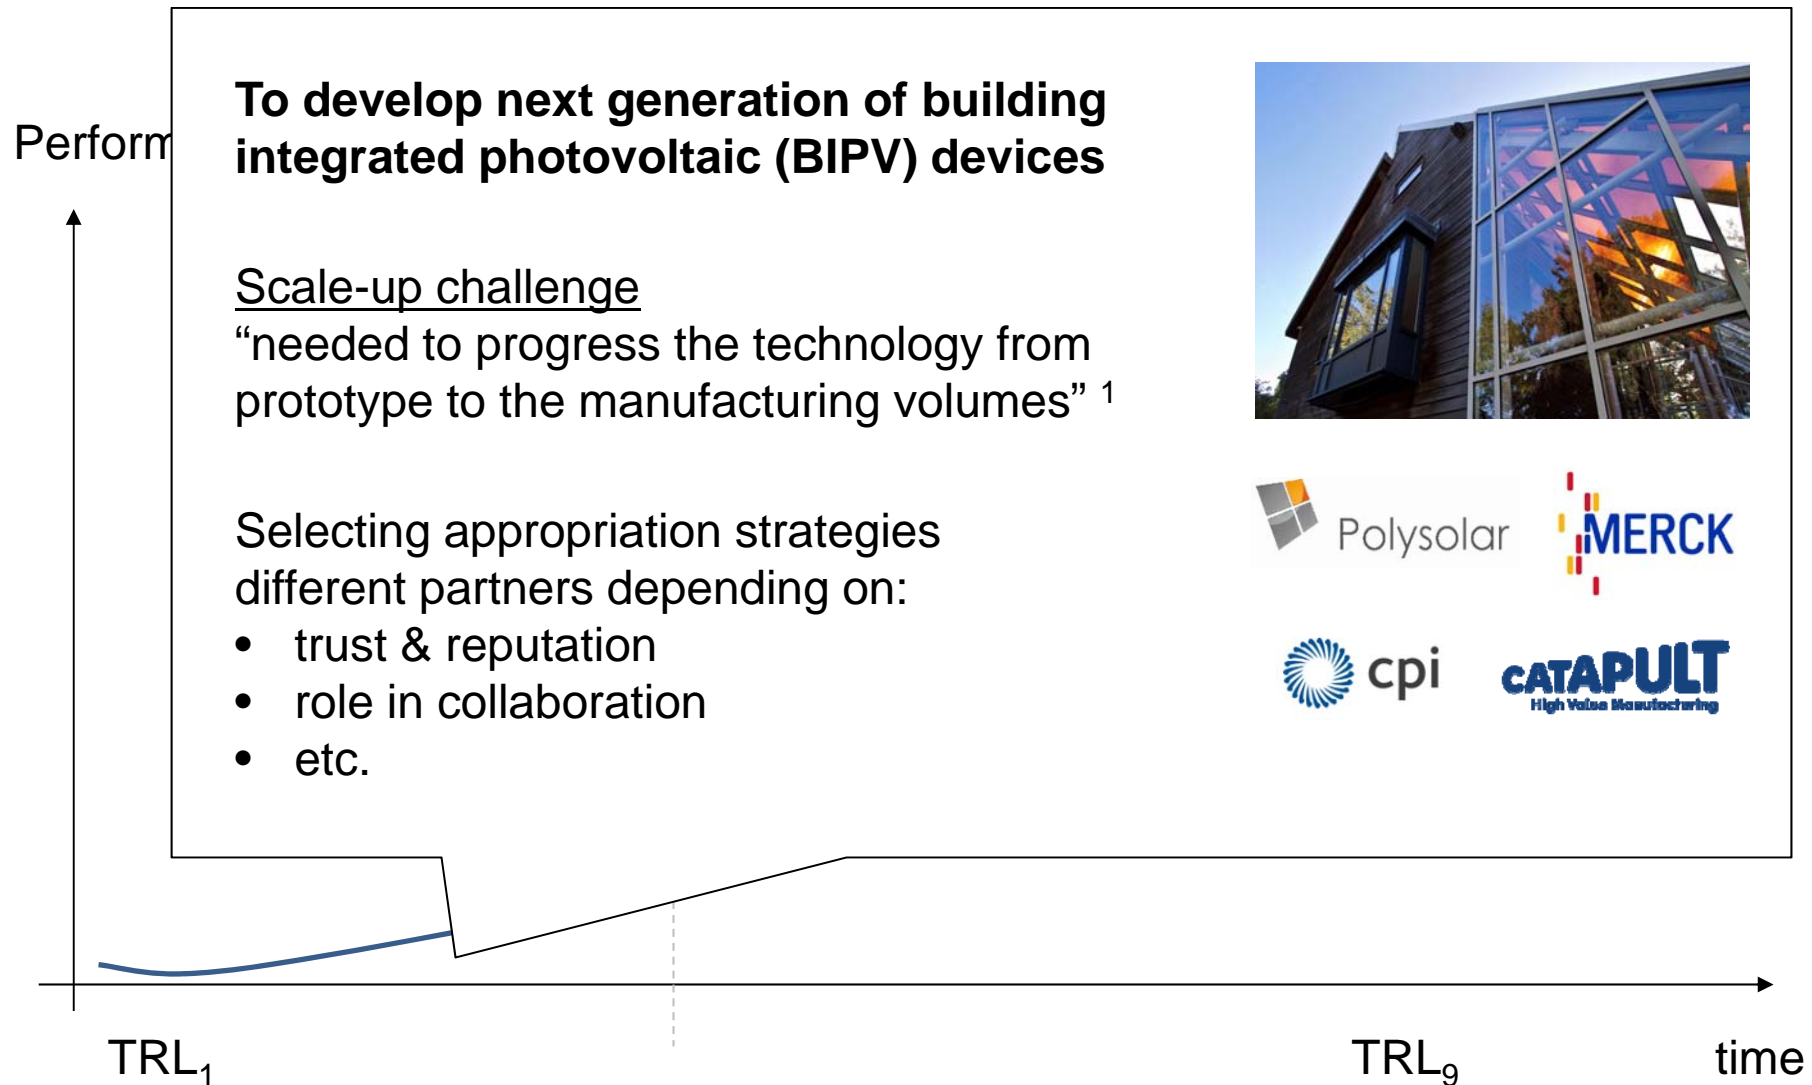 To develop next generation of building
integrated photovoltaic (BIPV) devices
Perform
Scale-up challenge
“needed to progress the technology from
prototype to the manufacturing volumes” ¹
Selecting appropriation strategies
different partners depending on:
• trust & reputation
• role in collaboration
• etc.
Polysolar
MERCK
cpi
CATAPULT
High Value Manufacturing
TRL₁
TRL₉
time